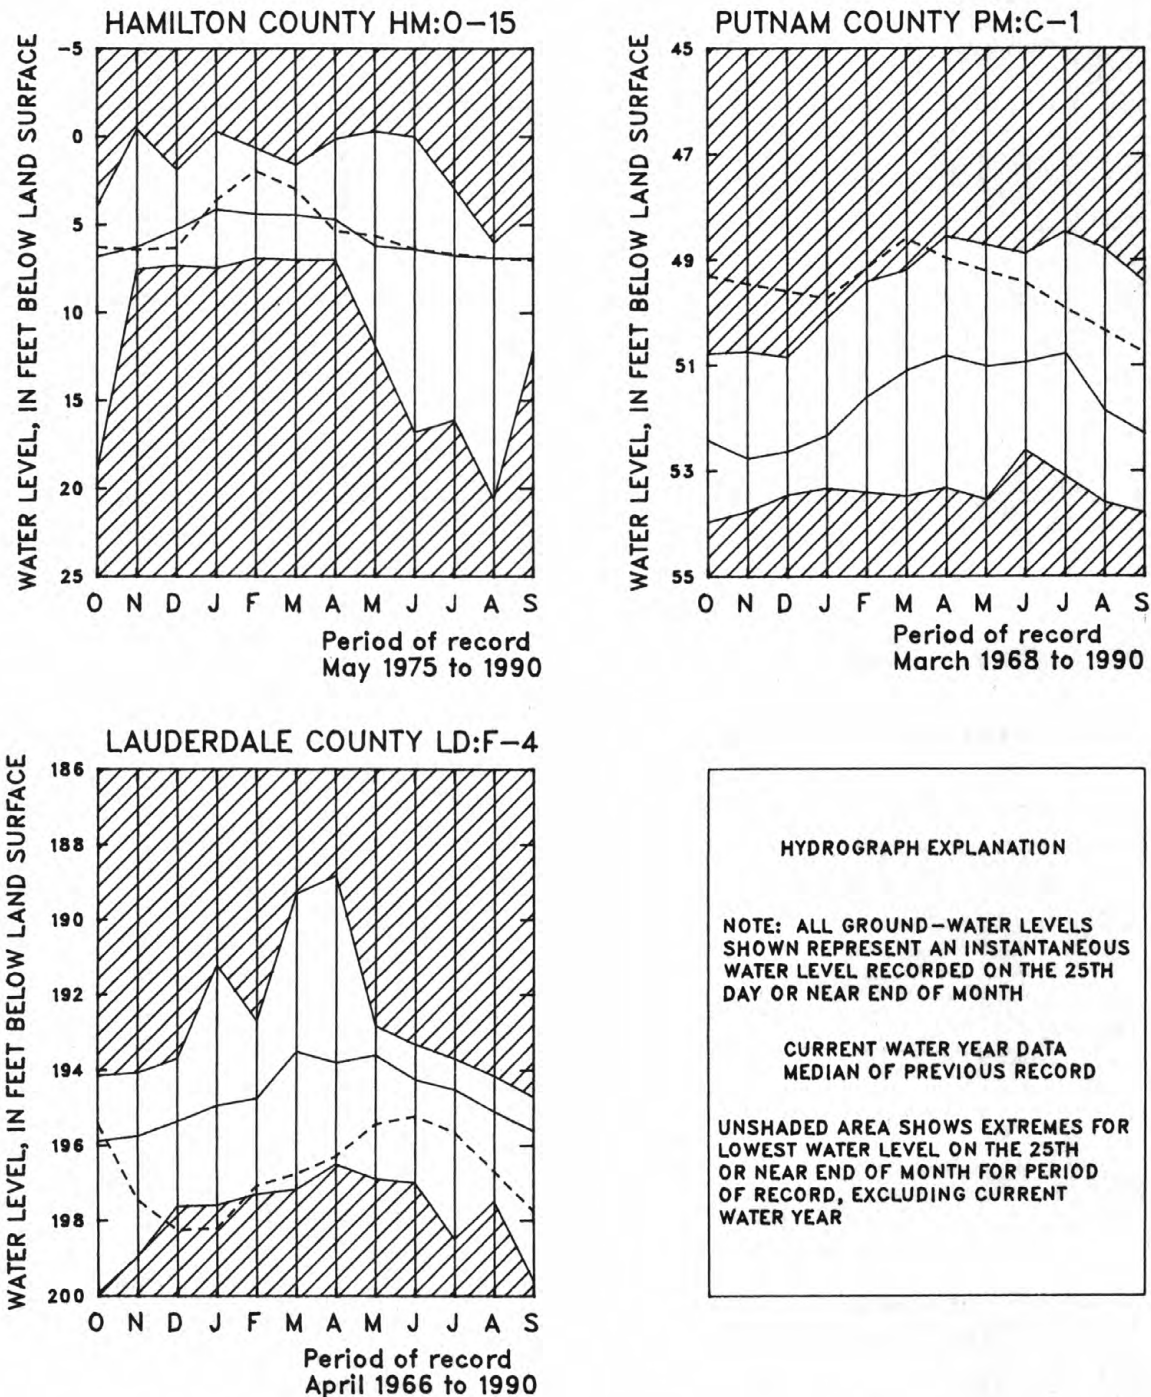 HAMILTON COUNTY HM:O-15
WATER LEVEL, IN FEET BELOW LAND SURFACE
-5
0
5
10
15
20
25
O N D J F M A M J J A S
Period of record
May 1975 to 1990
PUTNAM COUNTY PM:C-1
WATER LEVEL, IN FEET BELOW LAND SURFACE
45
47
49
51
53
55
O N D J F M A M J J A S
Period of record
March 1968 to 1990
LAUDERDALE COUNTY LD:F-4
WATER LEVEL, IN FEET BELOW LAND SURFACE
186
188
190
192
194
196
198
200
O N D J F M A M J J A S
Period of record
April 1966 to 1990
HYDROGRAPH EXPLANATION
NOTE: ALL GROUND-WATER LEVELS
SHOWN REPRESENT AN INSTANTANEOUS
WATER LEVEL RECORDED ON THE 25TH
DAY OR NEAR END OF MONTH
CURRENT WATER YEAR DATA
MEDIAN OF PREVIOUS RECORD
UNSHADED AREA SHOWS EXTREMES FOR
LOWEST WATER LEVEL ON THE 25TH
OR NEAR END OF MONTH FOR PERIOD
OF RECORD, EXCLUDING CURRENT
WATER YEAR